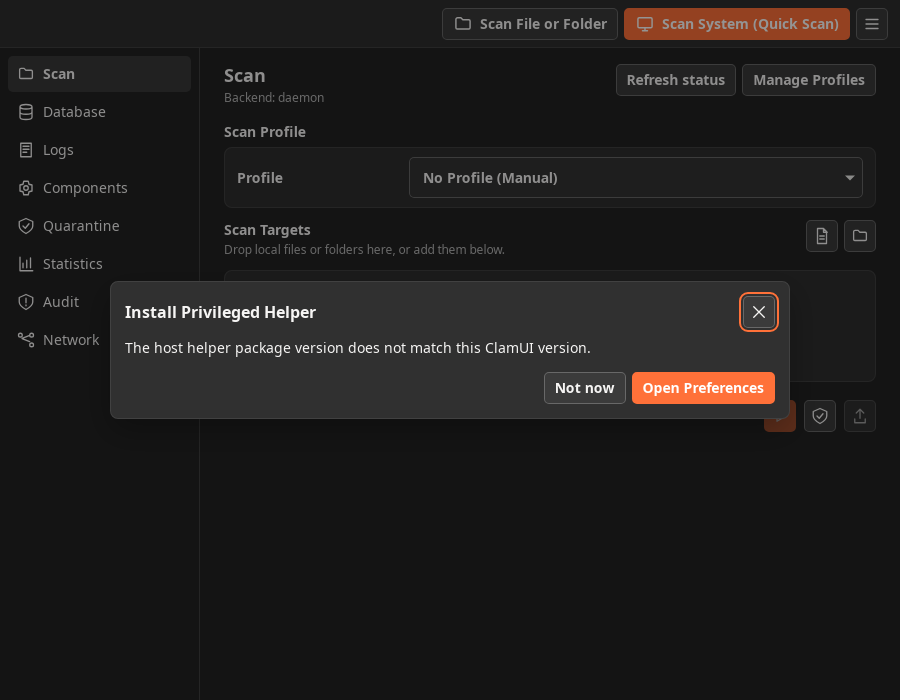 Scan File or Folder
Scan System (Quick Scan)
Scan
Database
Logs
Components
Quarantine
Statistics
Audit
Network
Scan
Backend: daemon
Refresh status
Manage Profiles
Scan Profile
Profile
No Profile (Manual)
Scan Targets
Drop local files or folders here, or add them below.
Install Privileged Helper
The host helper package version does not match this ClamUI version.
Not now
Open Preferences